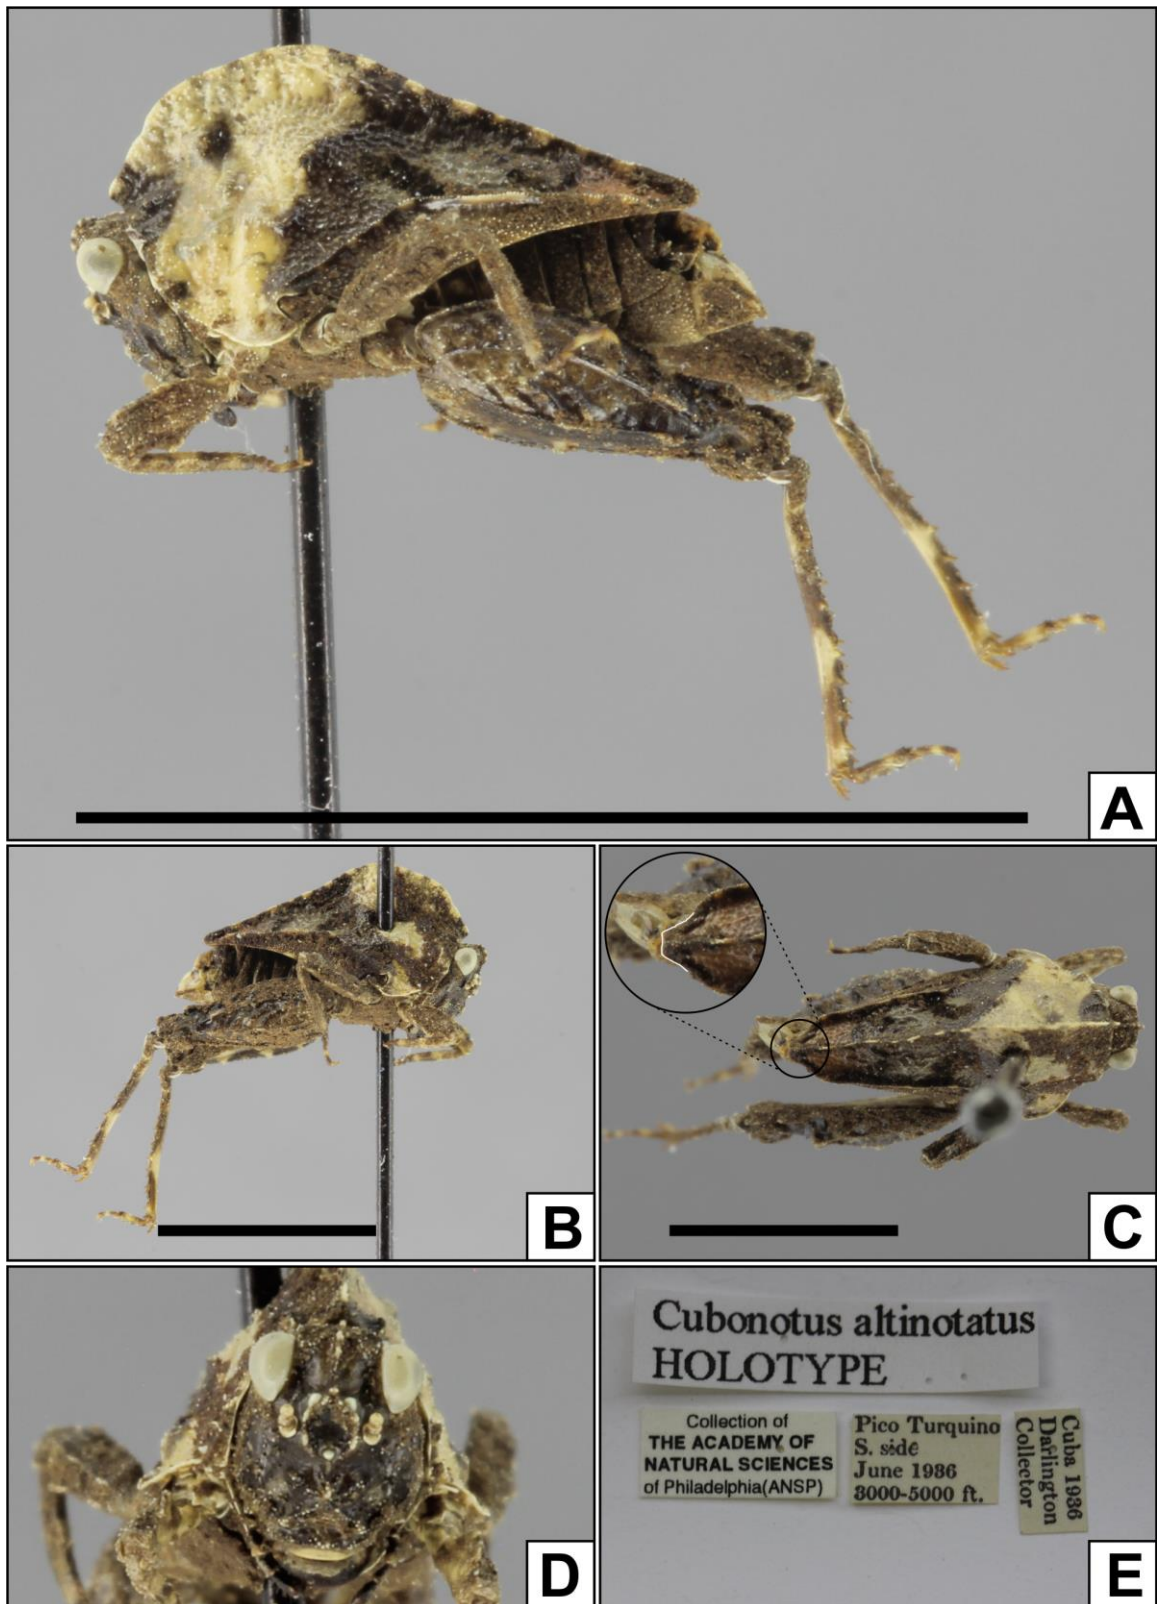 A
B
C
D
Cubonotus altinotatus
HOLOTYPE
Collection of
THE ACADEMY OF
NATURAL SCIENCES
of Philadelphia(ANSP)
Pico Turquino
S. side
June 1936
3000-5000 ft.
Cuba 1936
Darlington
Collector
E